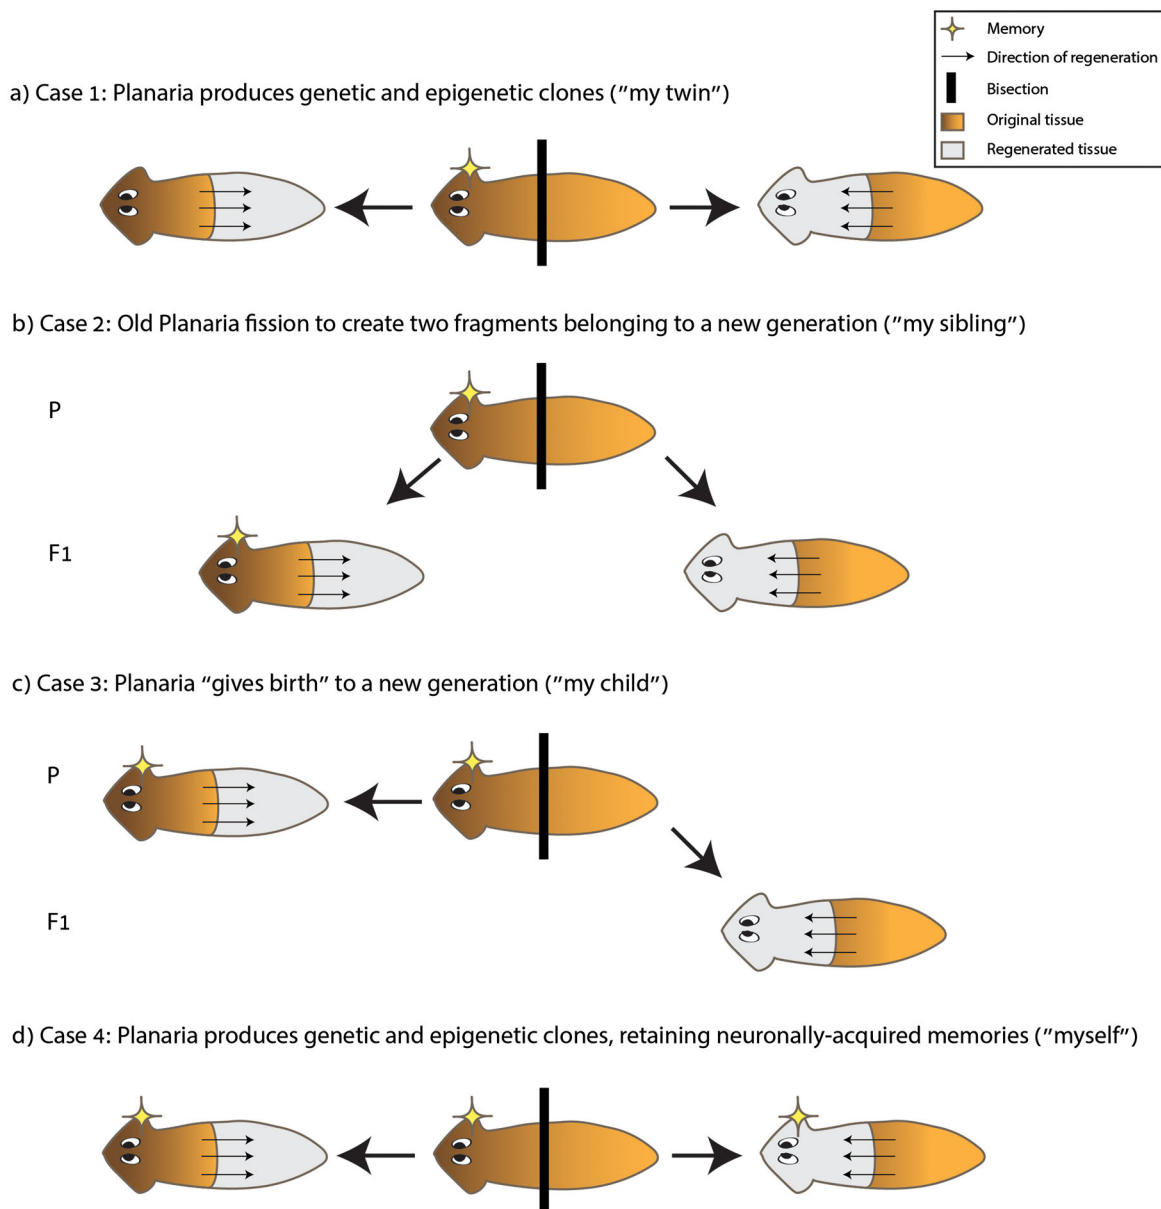 Memory
Direction of regeneration
Bisection
Original tissue
Regenerated tissue
a) Case 1: Planaria produces genetic and epigenetic clones (”my twin”)
b) Case 2: Old Planaria fission to create two fragments belonging to a new generation (”my sibling”)
P
F1
c) Case 3: Planaria “gives birth” to a new generation (”my child”)
P
F1
d) Case 4: Planaria produces genetic and epigenetic clones, retaining neuronally-acquired memories (”myself”)